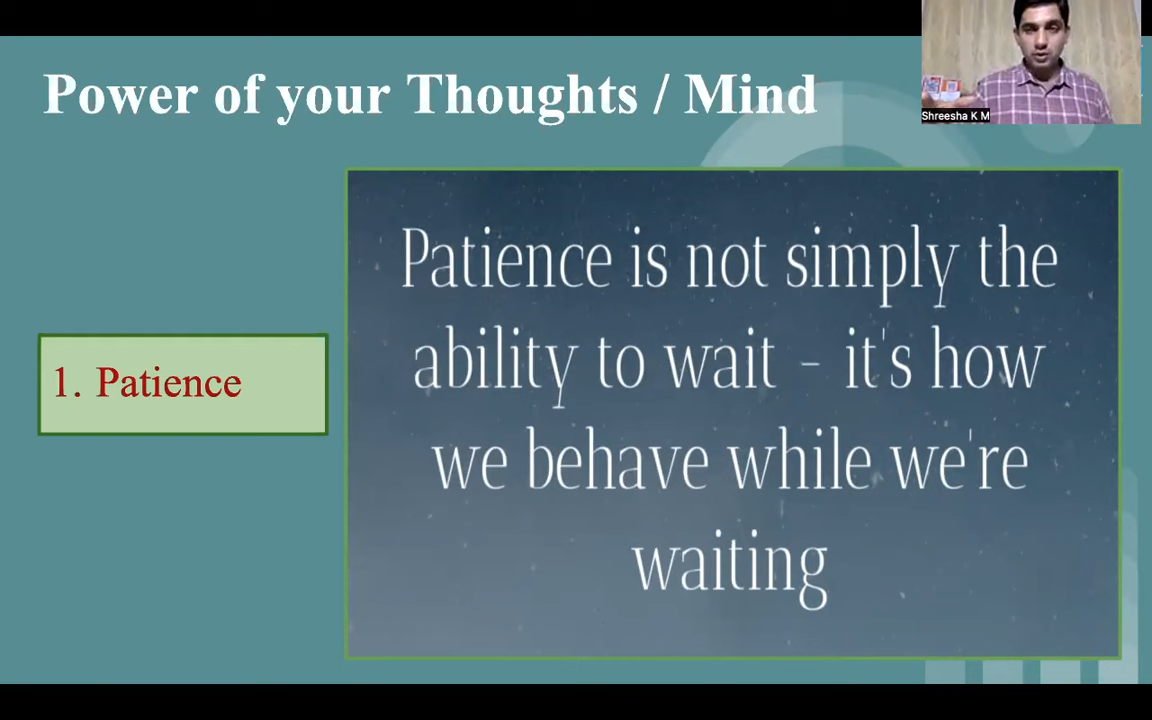 Power of your Thoughts / Mind
Shreesha K M
1. Patience
Patience is not simply the
ability to wait - it's how
we behave while we're
waiting